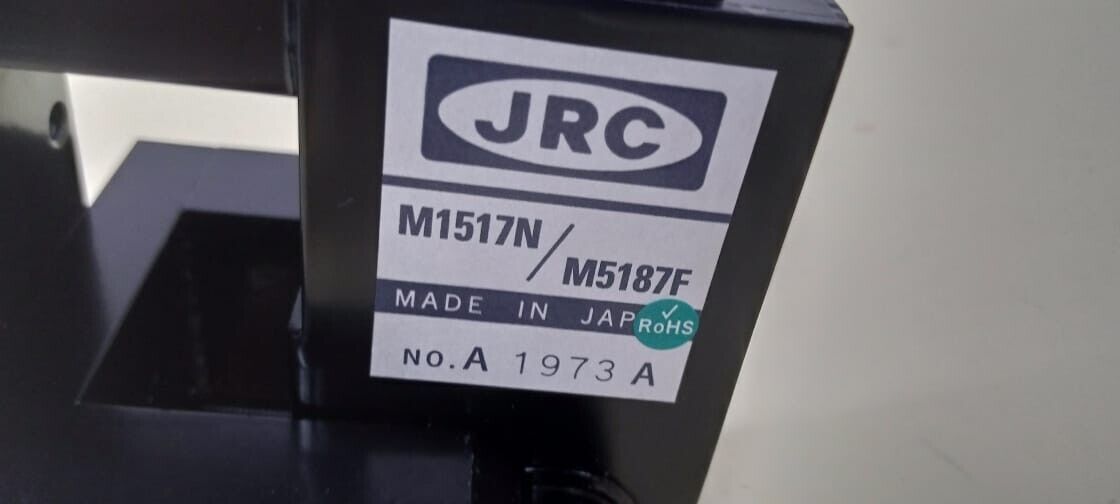 JRC
M1517N/
M5187F
MADE IN JAP
RoHS
NO.A 1973 A